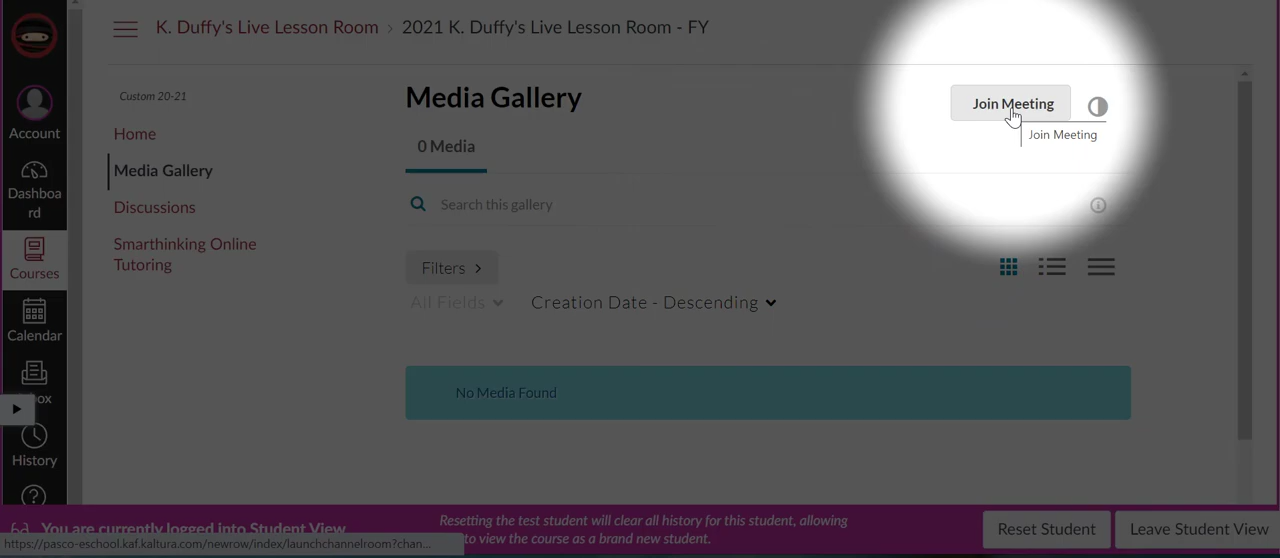 K. Duffy's Live Lesson Room > 2021 K. Duffy's Live Lesson Room - FY
Custom 20-21
Home
Media Gallery
Discussions
Smarthinking Online
Tutoring
Account
Dashboa
rd
Courses
Calendar
box
History
Media Gallery
Join Meeting
Join Meeting
0 Media
Search this gallery
Filters >
All Fields
Creation Date - Descending
No Media Found
You are currently logged into Student View
Resetting the test student will clear all history for this student, allowing
to view the course as a brand new student.
Reset Student
Leave Student View
https://pasco-eschool.kaf.kaltura.com/newrow/index/launchchannelroom?chan...